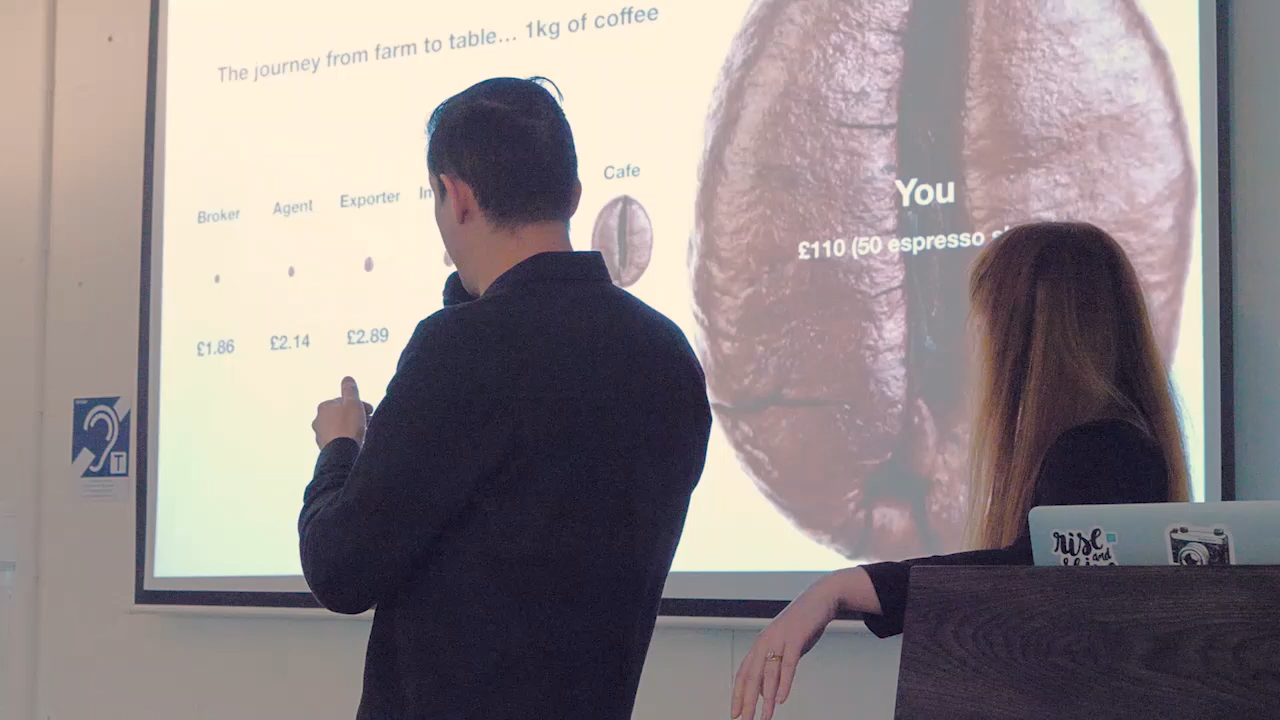 The journey from farm to table... 1kg of coffee
Broker
Agent
Exporter
Cafe
£1.86
£2.14
£2.89
You
£110 (50 espresso
T
rise
and